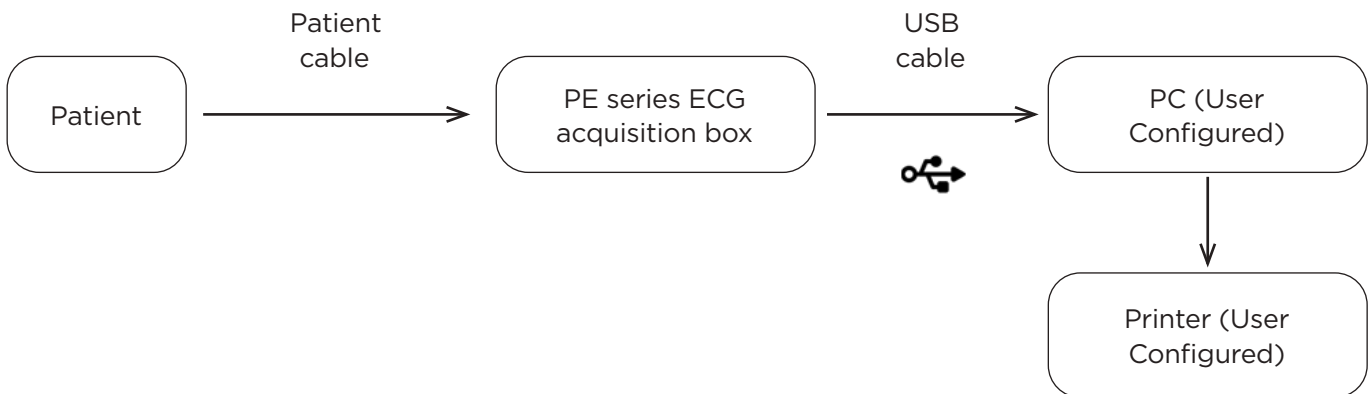 Patient
cable
USB
cable
Patient
PE series ECG
acquisition box
PC (User
Configured)
Printer (User
Configured)